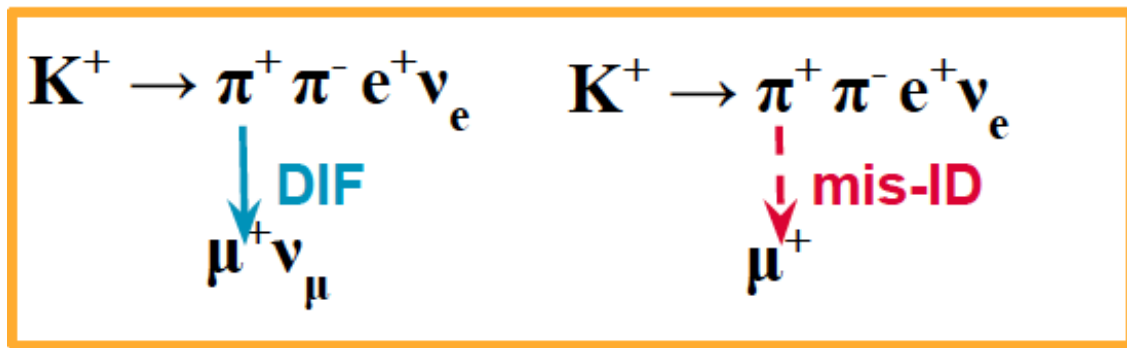 K⁺ → π⁺ π⁻ e⁺ νₑ
DIF
μ⁺ ν_μ
K⁺ → π⁺ π⁻ e⁺ νₑ
mis-ID
μ⁺